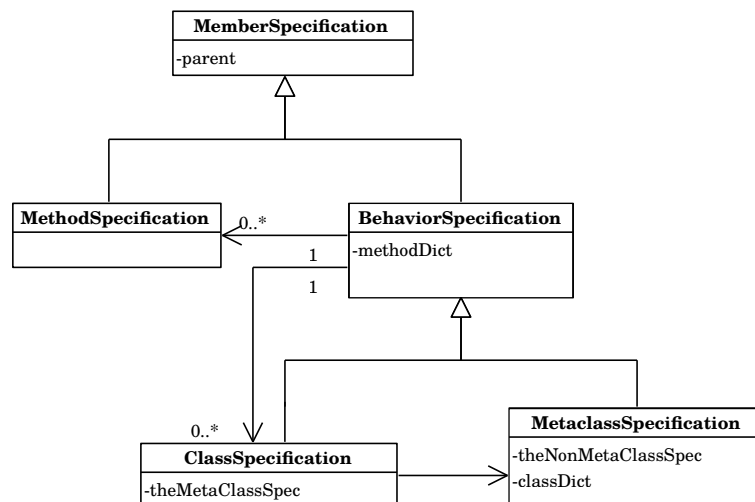 MemberSpecification
-parent
MethodSpecification
0..*
BehaviorSpecification
-methodDict
1
1
0..*
ClassSpecification
-theMetaClassSpec
MetaclassSpecification
-theNonMetaClassSpec
-classDict